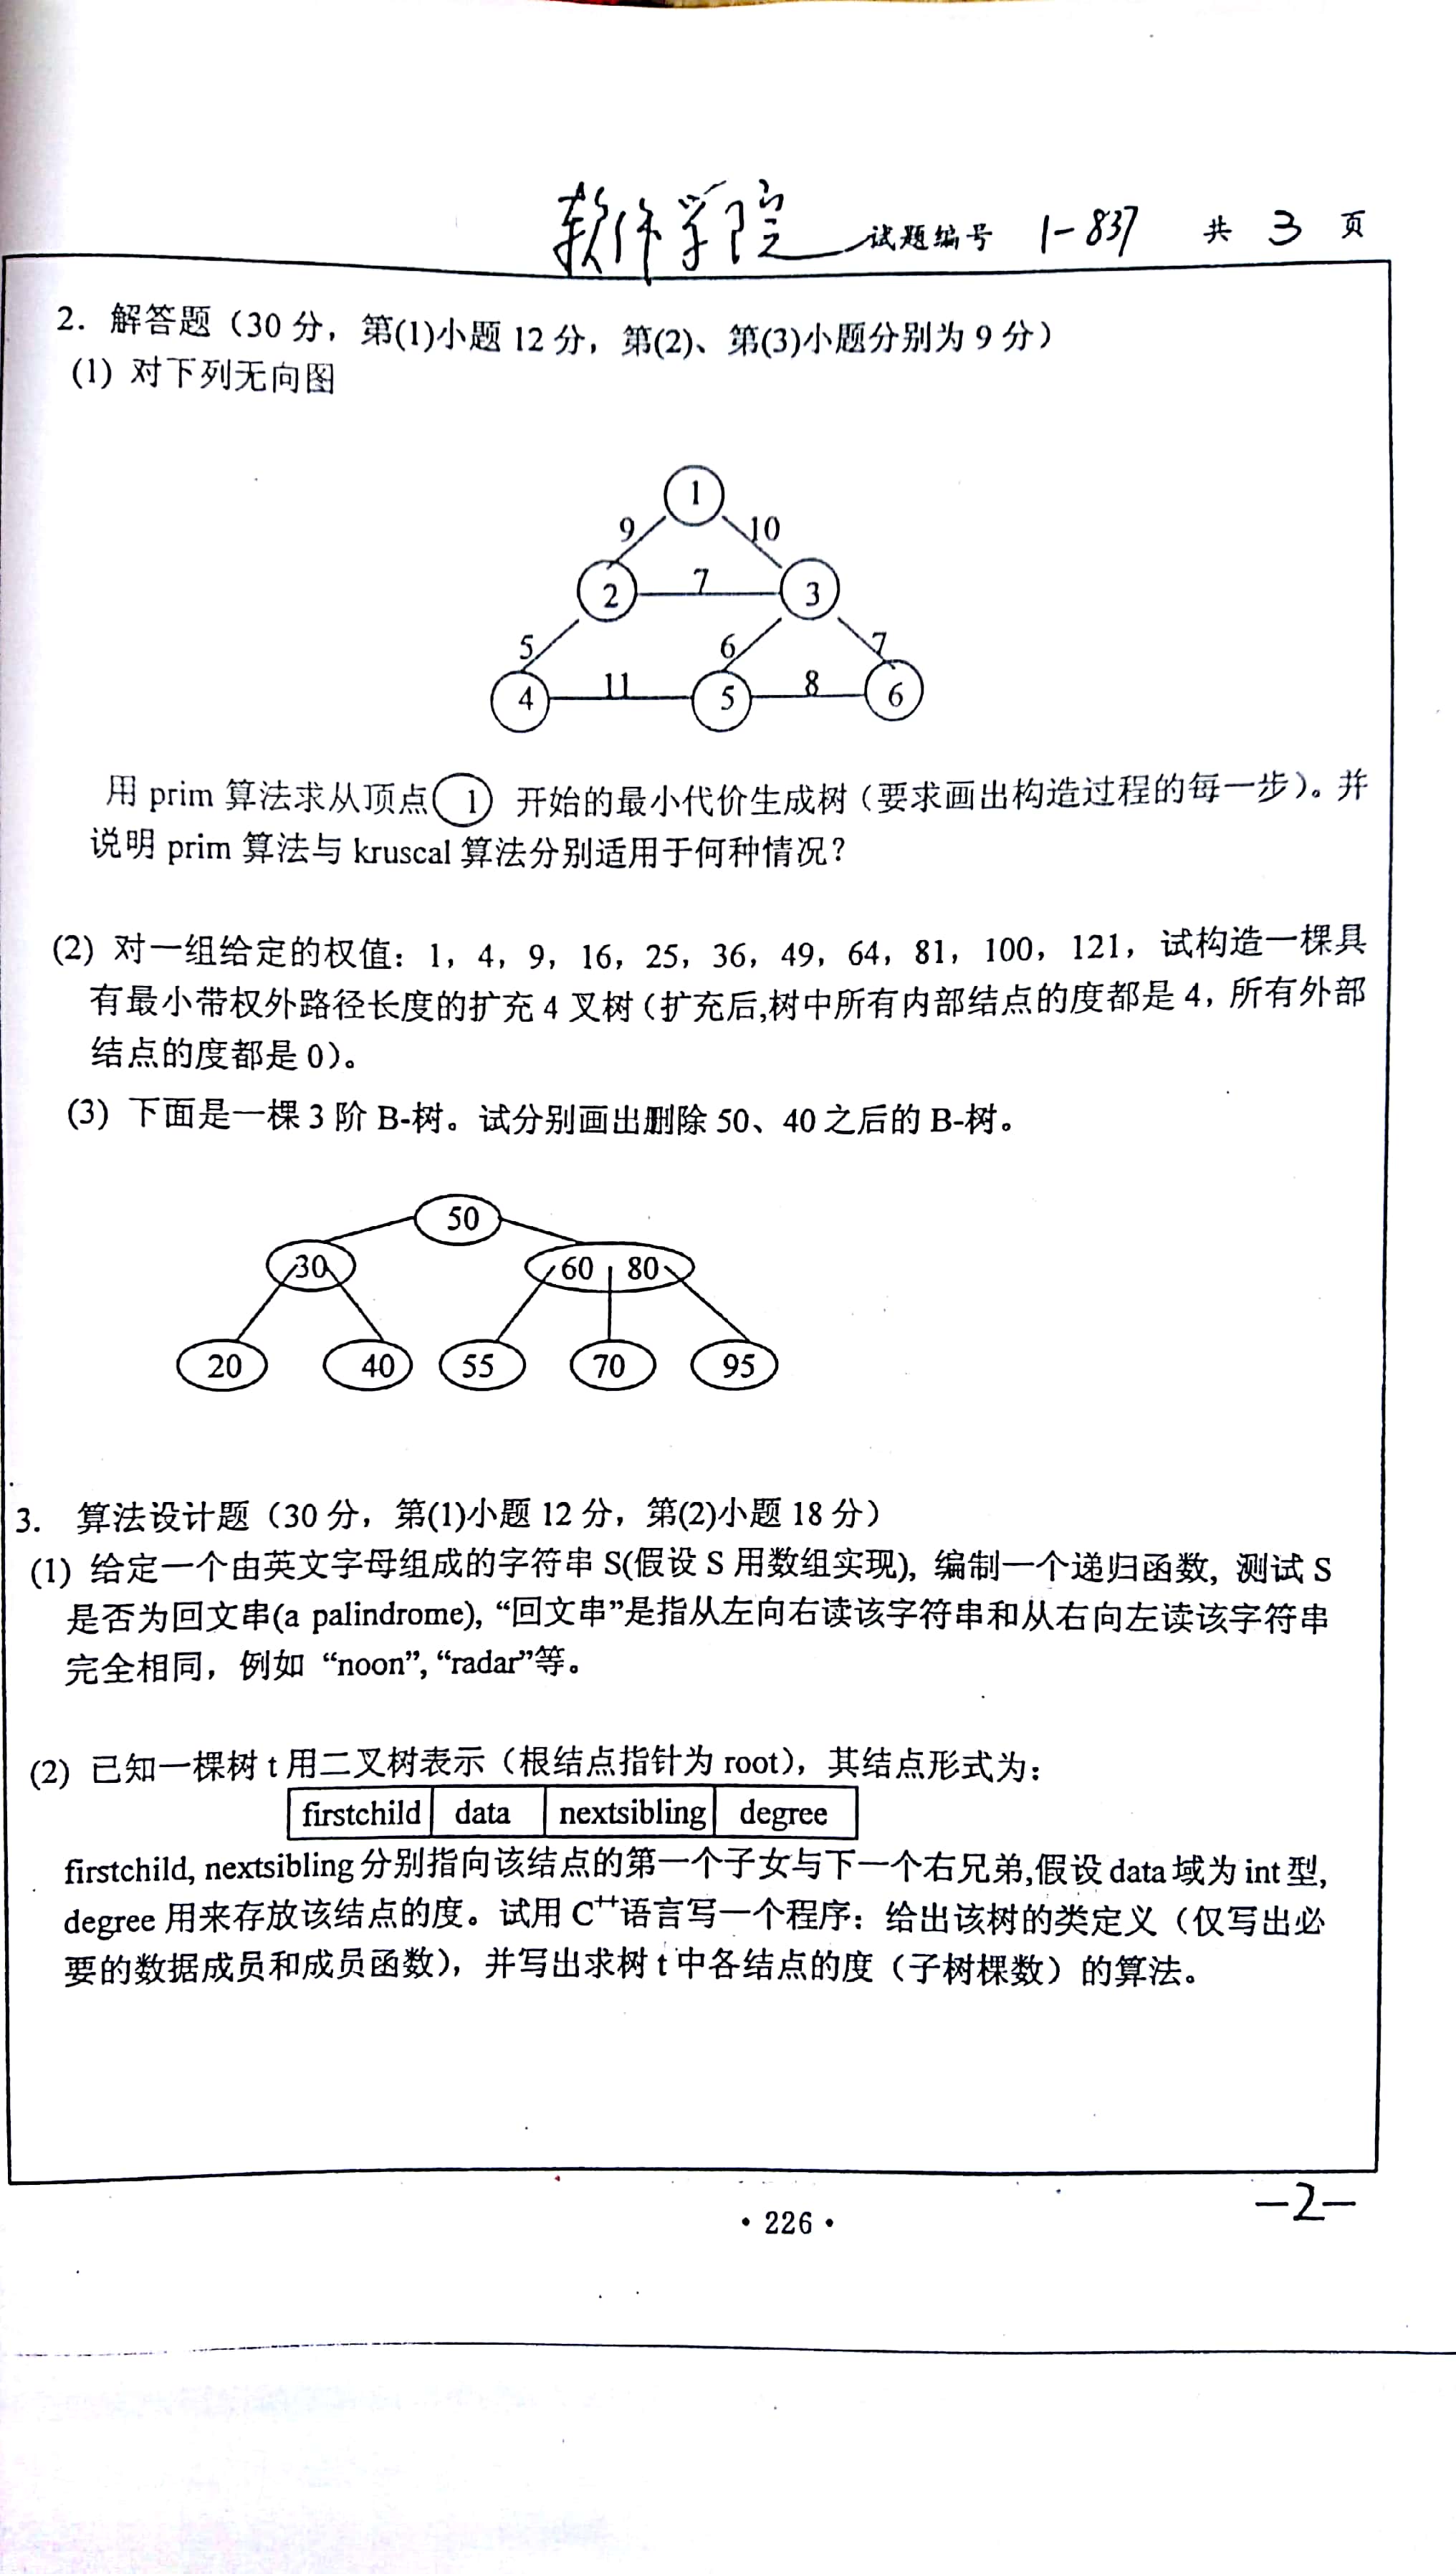 软件学院 试题编号 1-837 共 3 页
2. 解答题（30 分，第(1)小题 12 分，第(2)、第(3)小题分别为 9 分）
(1) 对下列无向图
1
9 10
2 7 3
5 6 7
4 11 5 8 6
用 prim 算法求从顶点 1 开始的最小代价生成树（要求画出构造过程的每一步）。并
说明 prim 算法与 kruscal 算法分别适用于何种情况？
(2) 对一组给定的权值：1，4，9，16，25，36，49，64，81，100，121，试构造一棵具
有最小带权外路径长度的扩充 4 叉树（扩充后,树中所有内部结点的度都是 4，所有外部
结点的度都是 0）。
(3) 下面是一棵 3 阶 B-树。试分别画出删除 50、40 之后的 B-树。
50
30 60 80
20 40 55 70 95
3. 算法设计题（30 分，第(1)小题 12 分，第(2)小题 18 分）
(1) 给定一个由英文字母组成的字符串 S(假设 S 用数组实现), 编制一个递归函数, 测试 S
是否为回文串(a palindrome), “回文串”是指从左向右读该字符串和从右向左读该字符串
完全相同，例如 “noon”, “radar”等。
(2) 已知一棵树 t 用二叉树表示（根结点指针为 root），其结点形式为：
firstchild data nextsibling degree
firstchild, nextsibling 分别指向该结点的第一个子女与下一个右兄弟,假设 data 域为 int 型,
degree 用来存放该结点的度。试用 C++语言写一个程序：给出该树的类定义（仅写出必
要的数据成员和成员函数），并写出求树 t 中各结点的度（子树棵数）的算法。
—2—
• 226 •